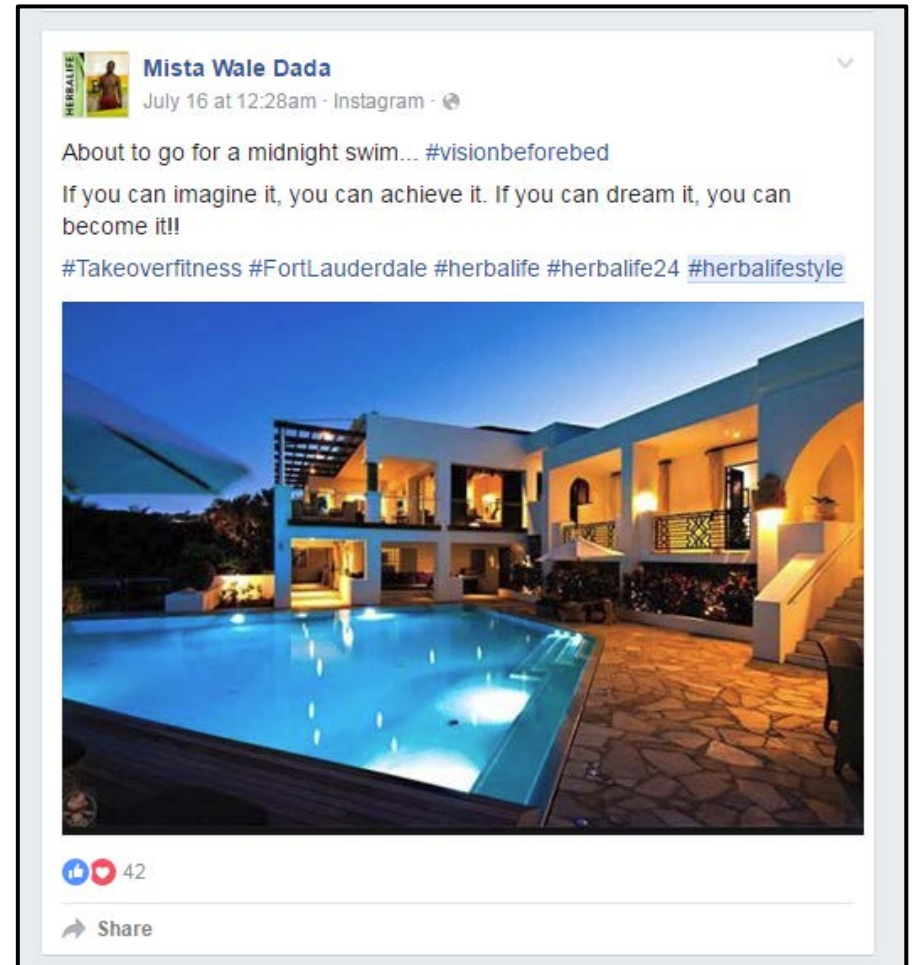 HERBALIFE
Mista Wale Dada
July 16 at 12:28am · Instagram ·
About to go for a midnight swim... #visionbeforebed
If you can imagine it, you can achieve it. If you can dream it, you can
become it!!
#Takeoverfitness #FortLauderdale #herbalife #herbalife24 #herbalifestyle
42
Share